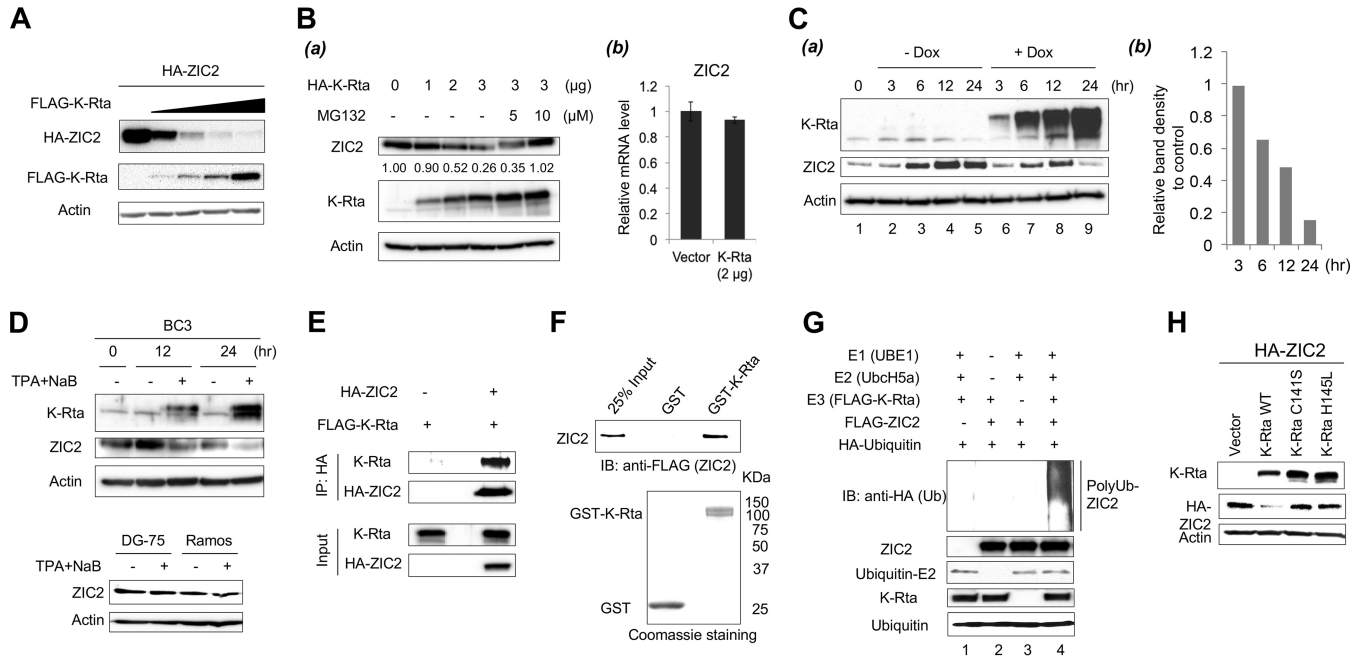 A
HA-ZIC2
FLAG-K-Rta
HA-ZIC2
FLAG-K-Rta
Actin
B
(a)
HA-K-Rta 0 1 2 3 3 3 (µg)
MG132 - - - - 5 10 (µM)
ZIC2
1.00 0.90 0.52 0.26 0.35 1.02
K-Rta
Actin
(b)
ZIC2
Relative mRNA level
1.2
1
0.8
0.6
0.4
0.2
0
Vector K-Rta
(2 µg)
C
(a)
- Dox + Dox
0 3 6 12 24 3 6 12 24 (hr)
K-Rta
ZIC2
Actin
1 2 3 4 5 6 7 8 9
(b)
Relative band density
to control
1.2
1
0.8
0.6
0.4
0.2
0
3 6 12 24 (hr)
D
BC3
0 12 24 (hr)
TPA+NaB - - + - +
K-Rta
ZIC2
Actin
DG-75 Ramos
TPA+NaB - + - +
ZIC2
Actin
E
HA-ZIC2 +
FLAG-K-Rta + +
IP: HA
K-Rta
HA-ZIC2
Input
K-Rta
HA-ZIC2
F
25% Input
GST
GST-K-Rta
ZIC2
IB: anti-FLAG (ZIC2)
KDa
GST-K-Rta
150
100
75
50
37
GST 25
Coomassie staining
G
E1 (UBE1) + - + +
E2 (UbcH5a) + - + +
E3 (FLAG-K-Rta) + + - +
FLAG-ZIC2 - + + +
HA-Ubiquitin + + + +
IB: anti-HA (Ub)
PolyUb-
ZIC2
ZIC2
Ubiquitin-E2
K-Rta
Ubiquitin
1 2 3 4
H
HA-ZIC2
Vector
K-Rta WT
K-Rta C141S
K-Rta H145L
K-Rta
HA-
ZIC2
Actin